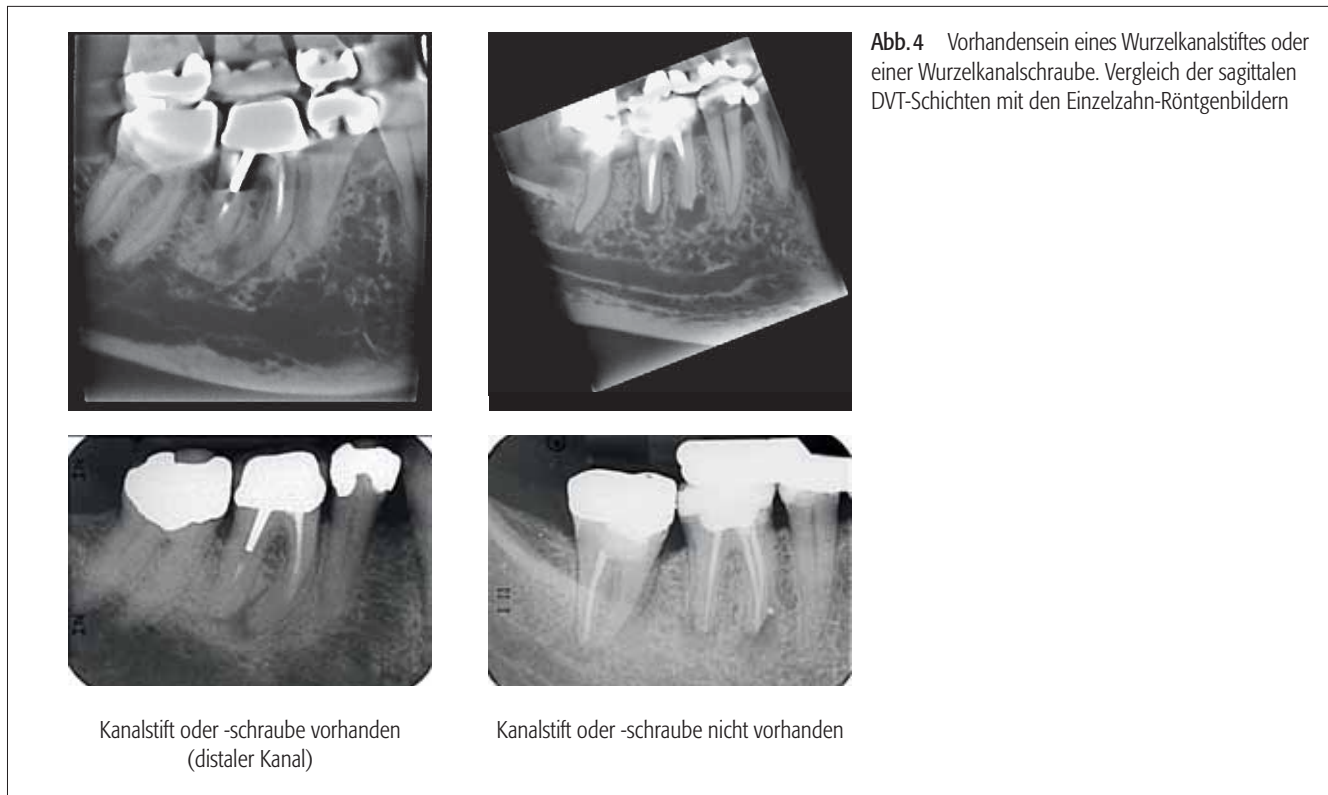 Abb. 4 Vorhandensein eines Wurzelkanalstiftes oder
einer Wurzelkanalschraube. Vergleich der sagittalen
DVT-Schichten mit den Einzelzahn-Röntgenbildern
Kanalstift oder -schraube vorhanden
(distaler Kanal)
Kanalstift oder -schraube nicht vorhanden